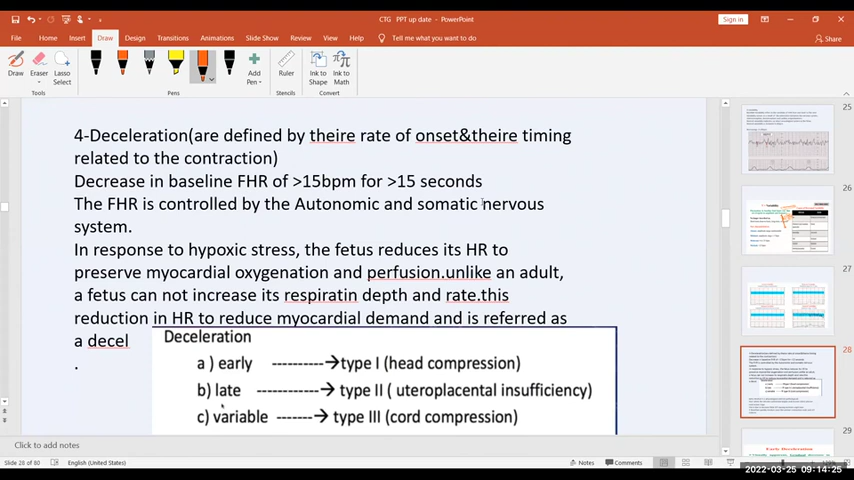 CTG PPT up date - PowerPoint
Sign in
File Home Insert Draw Design Transitions Animations Slide Show Review View Help Tell me what you want to do Share
Draw Eraser Lasso Select Add Pen Ruler Ink to Shape Ink to Math
Tools Pens Stencils Convert
4-Deceleration(are defined by theire rate of onset&theire timing
related to the contraction)
Decrease in baseline FHR of >15bpm for >15 seconds
The FHR is controlled by the Autonomic and somatic nervous
system.
In response to hypoxic stress, the fetus reduces its HR to
preserve myocardial oxygenation and perfusion.unlike an adult,
a fetus can not increase its respiratin depth and rate.this
reduction in HR to reduce myocardial demand and is referred as
a decel
.
Deceleration
a ) early ----------→type I (head compression)
b) late ------------→ type II ( uteroplacental insufficiency)
c) variable -------→ type III (cord compression)
25
26
27
28
29
Early Deceleration
Click to add notes
Slide 28 of 80 English (United States) Notes Comments
2022-03-25 09:14:25